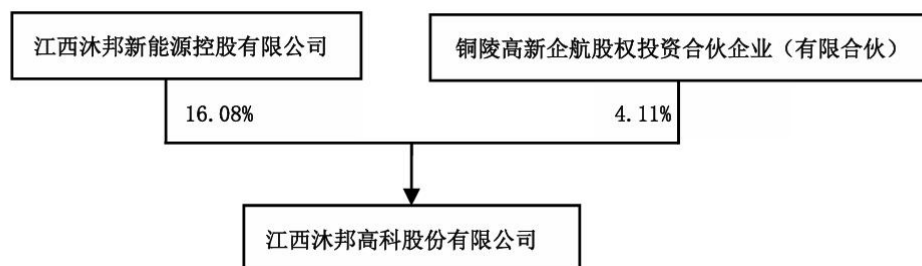 江西沐邦新能源控股有限公司
铜陵高新企航股权投资合伙企业（有限合伙）
16.08%
4.11%
江西沐邦高科股份有限公司